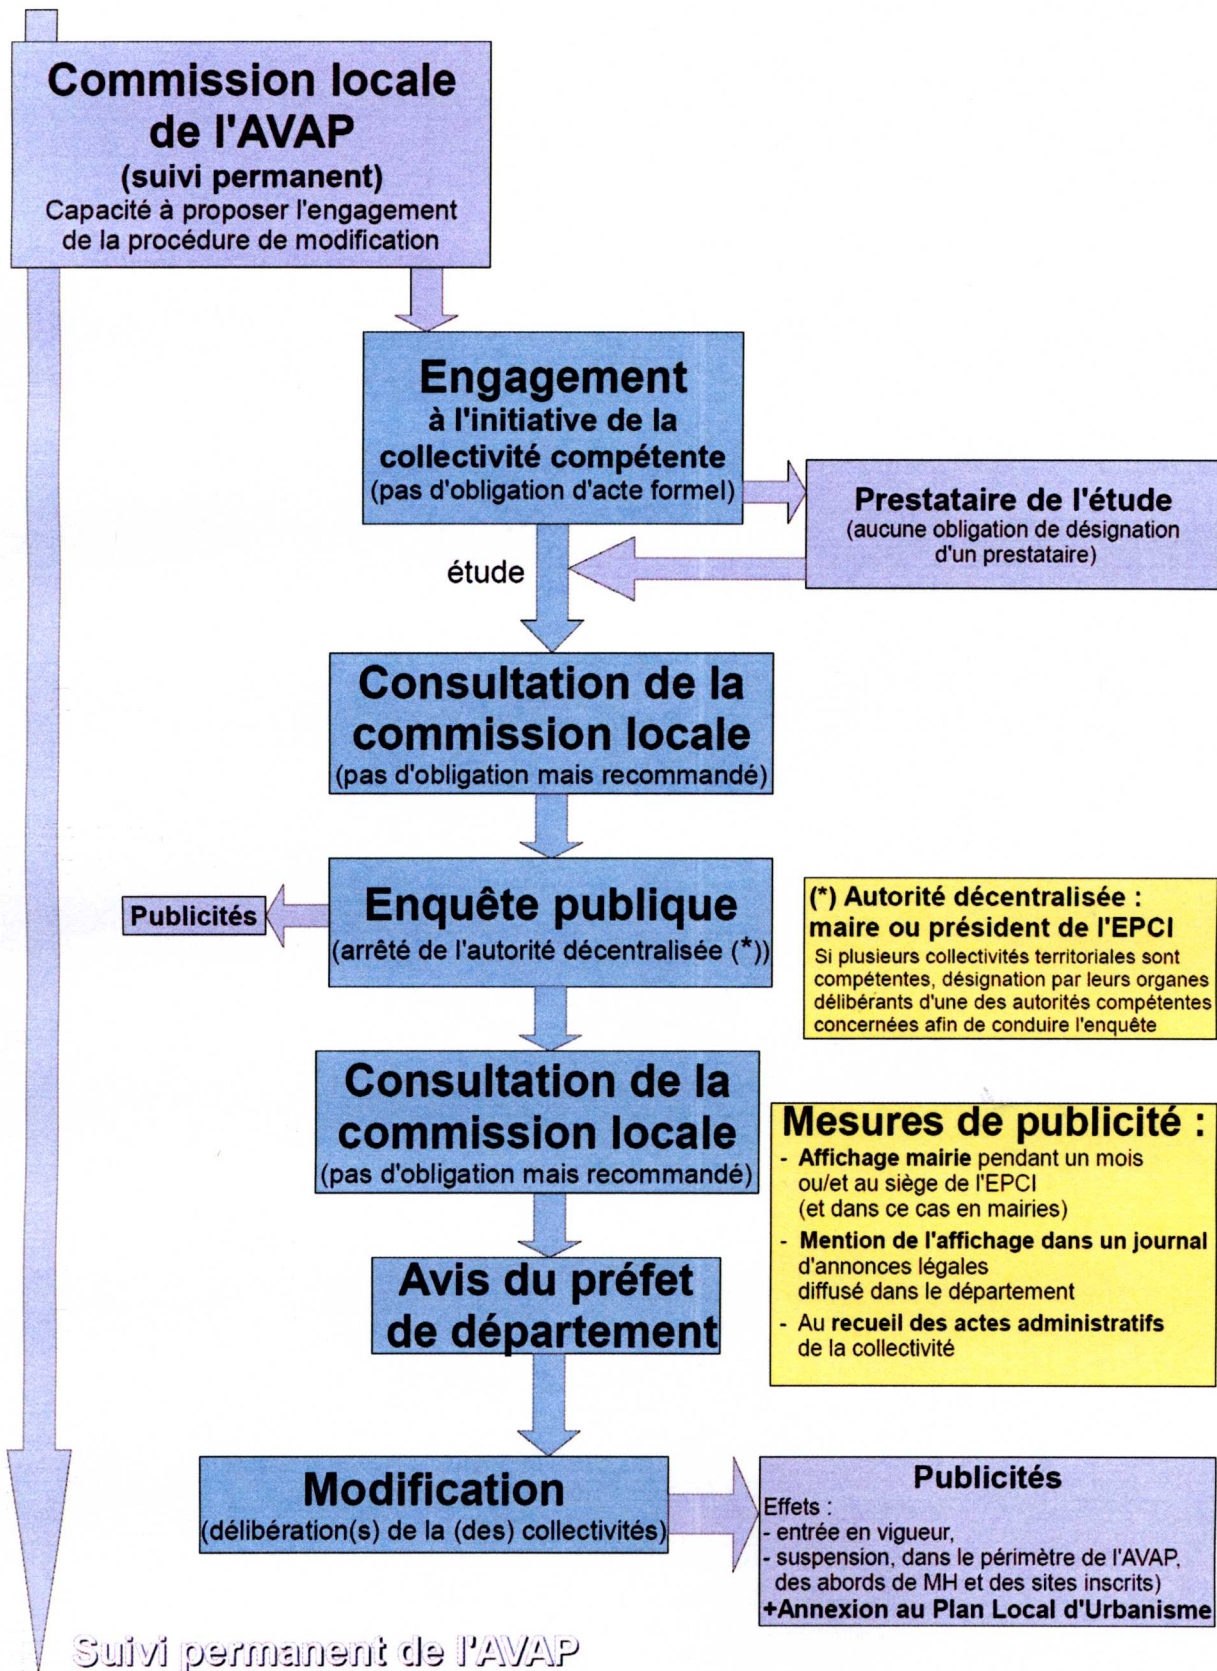 Commission locale
de l'AVAP
(suivi permanent)
Capacité à proposer l'engagement
de la procédure de modification
Engagement
à l'initiative de la
collectivité compétente
(pas d'obligation d'acte formel)
Prestataire de l'étude
(aucune obligation de désignation
d'un prestataire)
étude
Consultation de la
commission locale
(pas d'obligation mais recommandé)
Publicités
Enquête publique
(arrêté de l'autorité décentralisée (*))
(*) Autorité décentralisée :
maire ou président de l'EPCI
Si plusieurs collectivités territoriales sont
compétentes, désignation par leurs organes
délibérants d'une des autorités compétentes
concernées afin de conduire l'enquête
Consultation de la
commission locale
(pas d'obligation mais recommandé)
Mesures de publicité :
- Affichage mairie pendant un mois
ou/et au siège de l'EPCI
(et dans ce cas en mairies)
- Mention de l'affichage dans un journal
d'annonces légales
diffusé dans le département
- Au recueil des actes administratifs
de la collectivité
Avis du préfet
de département
Modification
(délibération(s) de la (des) collectivités)
Publicités
Effets :
- entrée en vigueur,
- suspension, dans le périmètre de l'AVAP,
des abords de MH et des sites inscrits)
+Annexion au Plan Local d'Urbanisme
Suivi permanent de l'AVAP